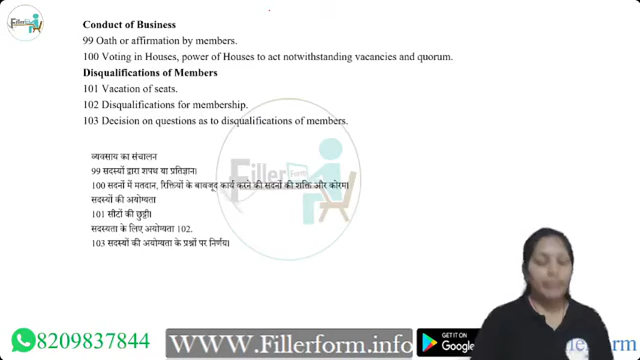 Fillerform
Conduct of Business
99 Oath or affirmation by members.
100 Voting in Houses, power of Houses to act notwithstanding vacancies and quorum.
Disqualifications of Members
101 Vacation of seats.
102 Disqualifications for membership.
103 Decision on questions as to disqualifications of members.
Fillerform
व्यवसाय का संचालन
99 सदस्यों द्वारा शपथ या प्रतिज्ञान।
100 सदनों में मतदान, रिक्तियों के बावजूद कार्य करने की सदनों की शक्ति और कोरम।
सदस्यों की अयोग्यता
101 सीटों की छुट्टी।
सदस्यता के लिए अयोग्यता 102.
103 सदस्यों की अयोग्यता के प्रश्नों पर निर्णय।
8209837844
WWW.Fillerform.info
GET IT ON
Google